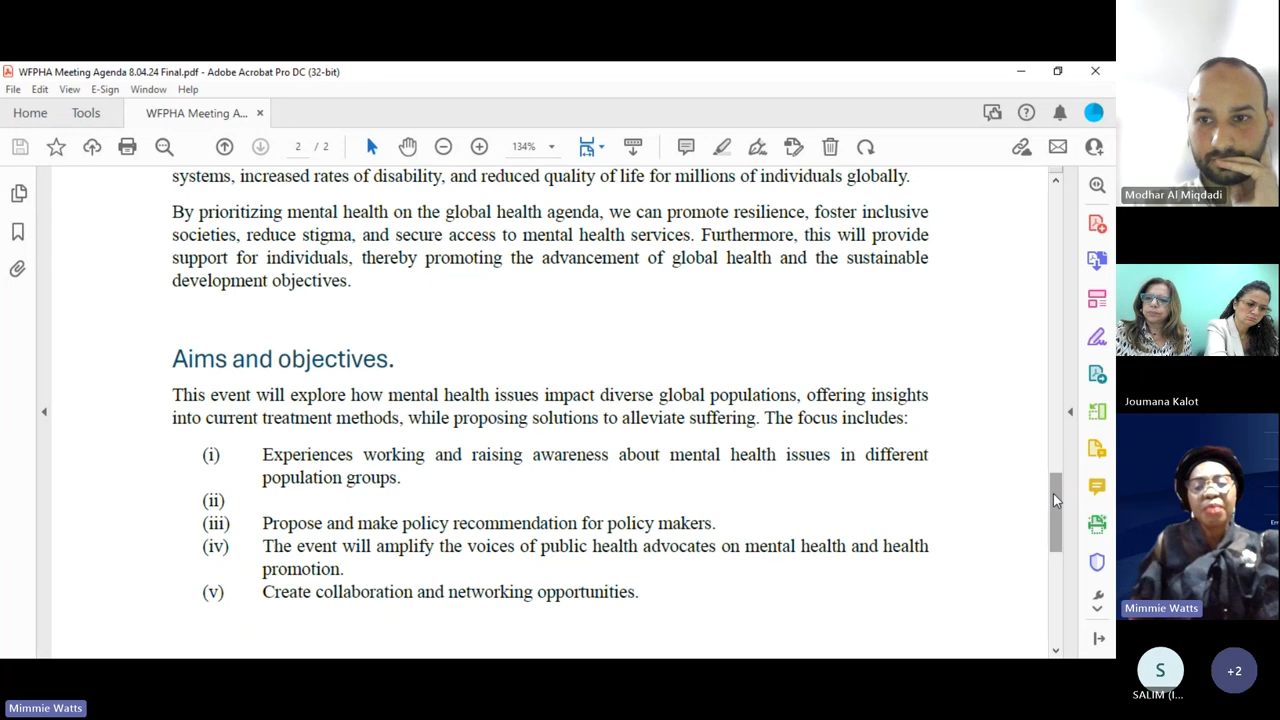 WFPHA Meeting Agenda 8.04.24 Final.pdf - Adobe Acrobat Pro DC (32-bit)
File Edit View E-Sign Window Help
Home Tools WFPHA Meeting A... ×
2 / 2 134%
systems, increased rates of disability, and reduced quality of life for millions of individuals globally.
By prioritizing mental health on the global health agenda, we can promote resilience, foster inclusive
societies, reduce stigma, and secure access to mental health services. Furthermore, this will provide
support for individuals, thereby promoting the advancement of global health and the sustainable
development objectives.
Aims and objectives.
This event will explore how mental health issues impact diverse global populations, offering insights
into current treatment methods, while proposing solutions to alleviate suffering. The focus includes:
(i) Experiences working and raising awareness about mental health issues in different
population groups.
(ii)
(iii) Propose and make policy recommendation for policy makers.
(iv) The event will amplify the voices of public health advocates on mental health and health
promotion.
(v) Create collaboration and networking opportunities.
Modhar Al Miqdadi
Joumana Kalot
Mimmie Watts
S
SALIM (I...
+2
Mimmie Watts